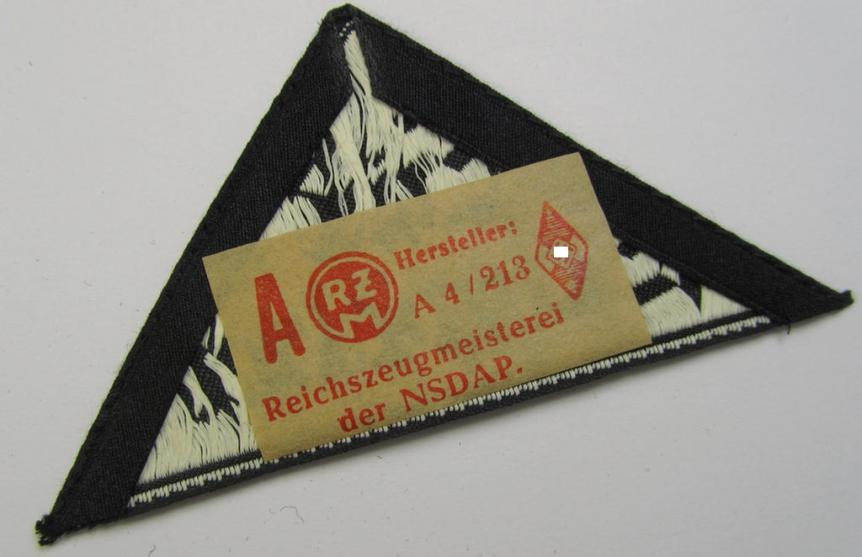 A RZM Hersteller:
A 4/213
Reichszeugmeisterei
der NSDAP.